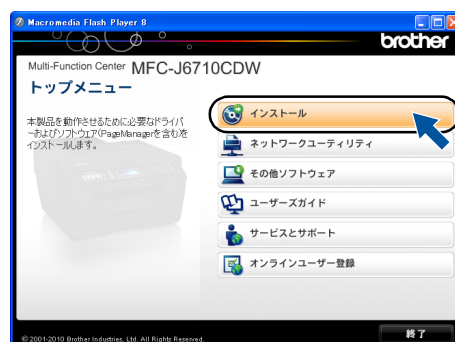 Macromedia Flash Player 8
brother
Multi-Function Center MFC-J6710CDW
トップメニュー
本製品を動作させるために必要なドライバ
ーおよびソフトウェア(PageManagerを含む)を
インストールします。
インストール
ネットワークユーティリティ
その他ソフトウェア
ユーザーズガイド
サービスとサポート
オンラインユーザー登録
© 2001-2010 Brother Industries, Ltd. All Rights Reserved.
終了